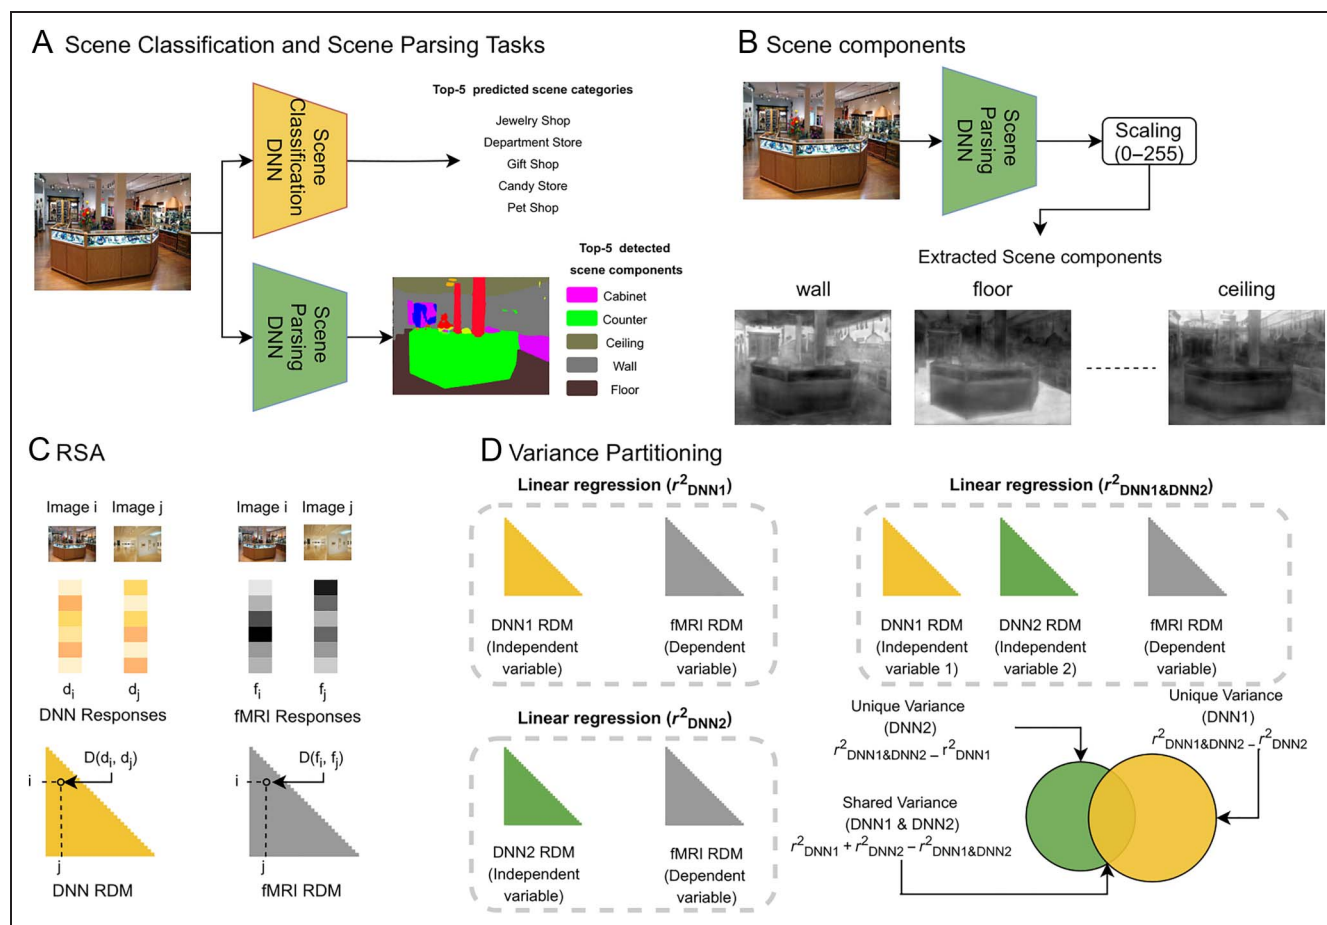 A Scene Classification and Scene Parsing Tasks
Scene
Classification
DNN
Top-5 predicted scene categories
Jewelry Shop
Department Store
Gift Shop
Candy Store
Pet Shop
Scene
Parsing
DNN
Top-5 detected
scene components
Cabinet
Counter
Ceiling
Wall
Floor
B Scene components
Scene
Parsing
DNN
Scaling
(0–255)
Extracted Scene components
wall floor ceiling
C RSA
Image i Image j Image i Image j
di dj fi fj
DNN Responses fMRI Responses
D(di, dj) D(fi, fj)
i i
j j
DNN RDM fMRI RDM
D Variance Partitioning
Linear regression (r²DNN1)
DNN1 RDM
(Independent
variable)
fMRI RDM
(Dependent
variable)
Linear regression (r²DNN1&DNN2)
DNN1 RDM
(Independent
variable 1)
DNN2 RDM
(Independent
variable 2)
fMRI RDM
(Dependent
variable)
Linear regression (r²DNN2)
DNN2 RDM
(Independent
variable)
fMRI RDM
(Dependent
variable)
Unique Variance
(DNN2)
r²DNN1&DNN2 – r²DNN1
Unique Variance
(DNN1)
r²DNN1&DNN2 – r²DNN2
Shared Variance
(DNN1 & DNN2)
r²DNN1 + r²DNN2 – r²DNN1&DNN2